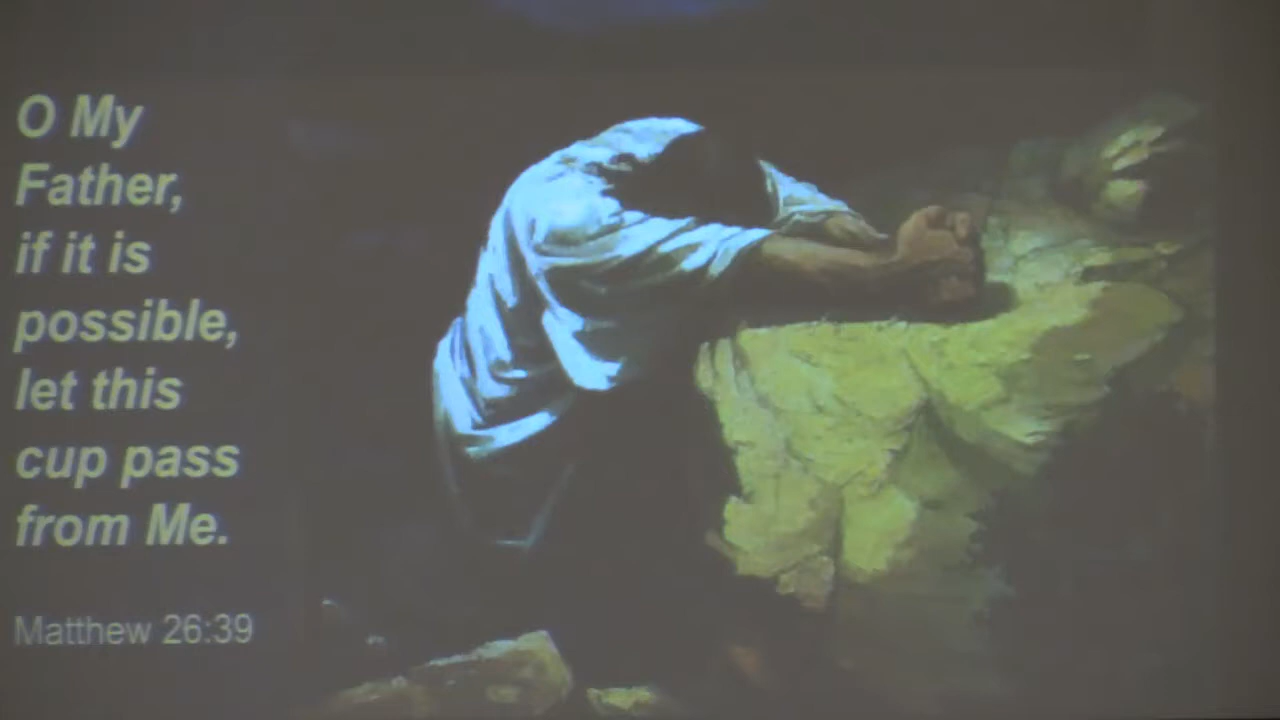 O My
Father,
if it is
possible,
let this
cup pass
from Me.
Matthew 26:39